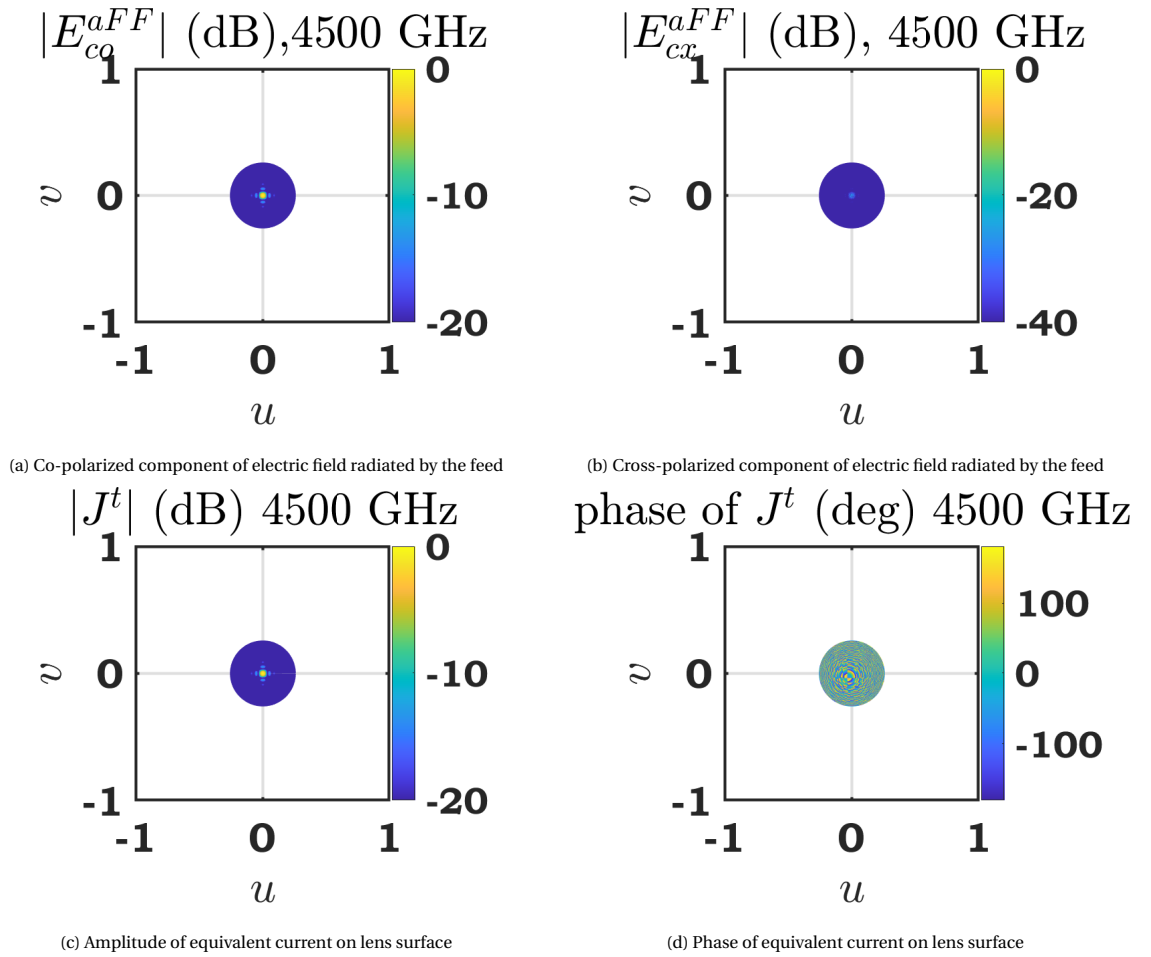 |E_{co}^{aFF}| (dB),4500 GHz
1
0
-1
v
-1 0 1
u
0
-10
-20
(a) Co-polarized component of electric field radiated by the feed
|E_{cx}^{aFF}| (dB), 4500 GHz
1
0
-1
v
-1 0 1
u
0
-20
-40
(b) Cross-polarized component of electric field radiated by the feed
|J^t| (dB) 4500 GHz
1
0
-1
v
-1 0 1
u
0
-10
-20
(c) Amplitude of equivalent current on lens surface
phase of J^t (deg) 4500 GHz
1
0
-1
v
-1 0 1
u
100
0
-100
(d) Phase of equivalent current on lens surface